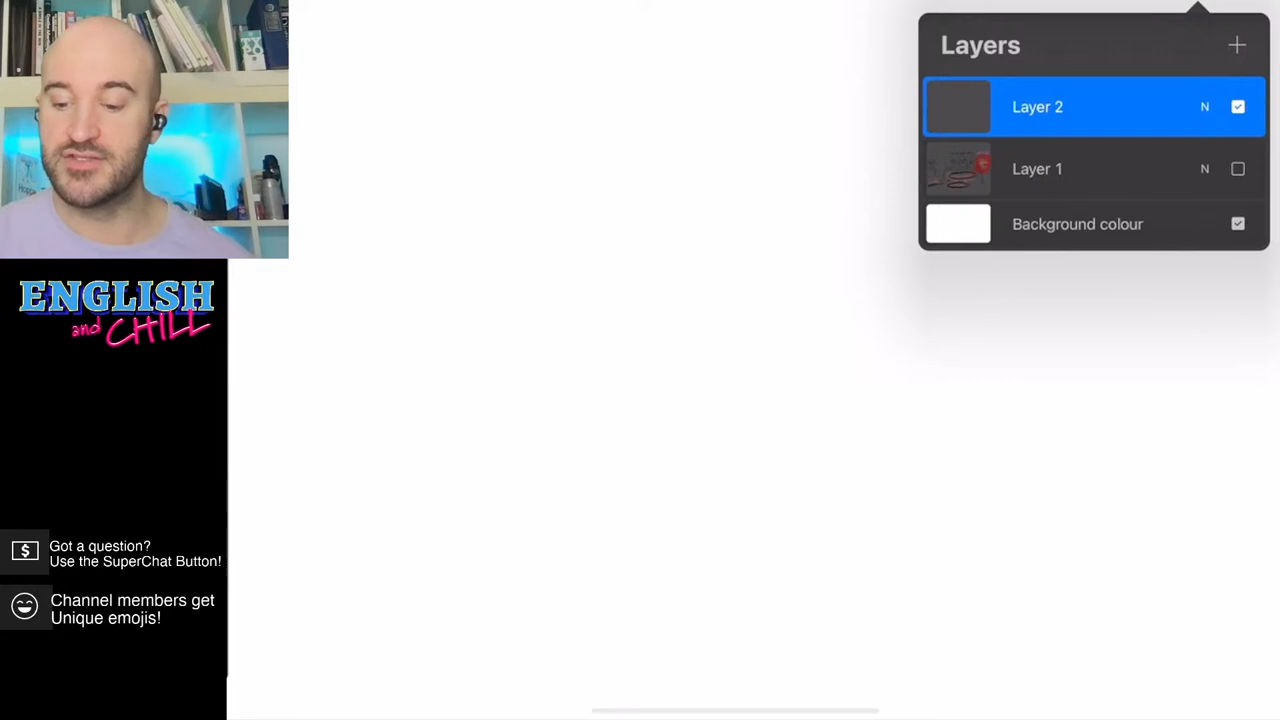 Layers
Layer 2 N
Layer 1 N
Background colour
ENGLISH
and CHILL
Got a question?
Use the SuperChat Button!
Channel members get
Unique emojis!